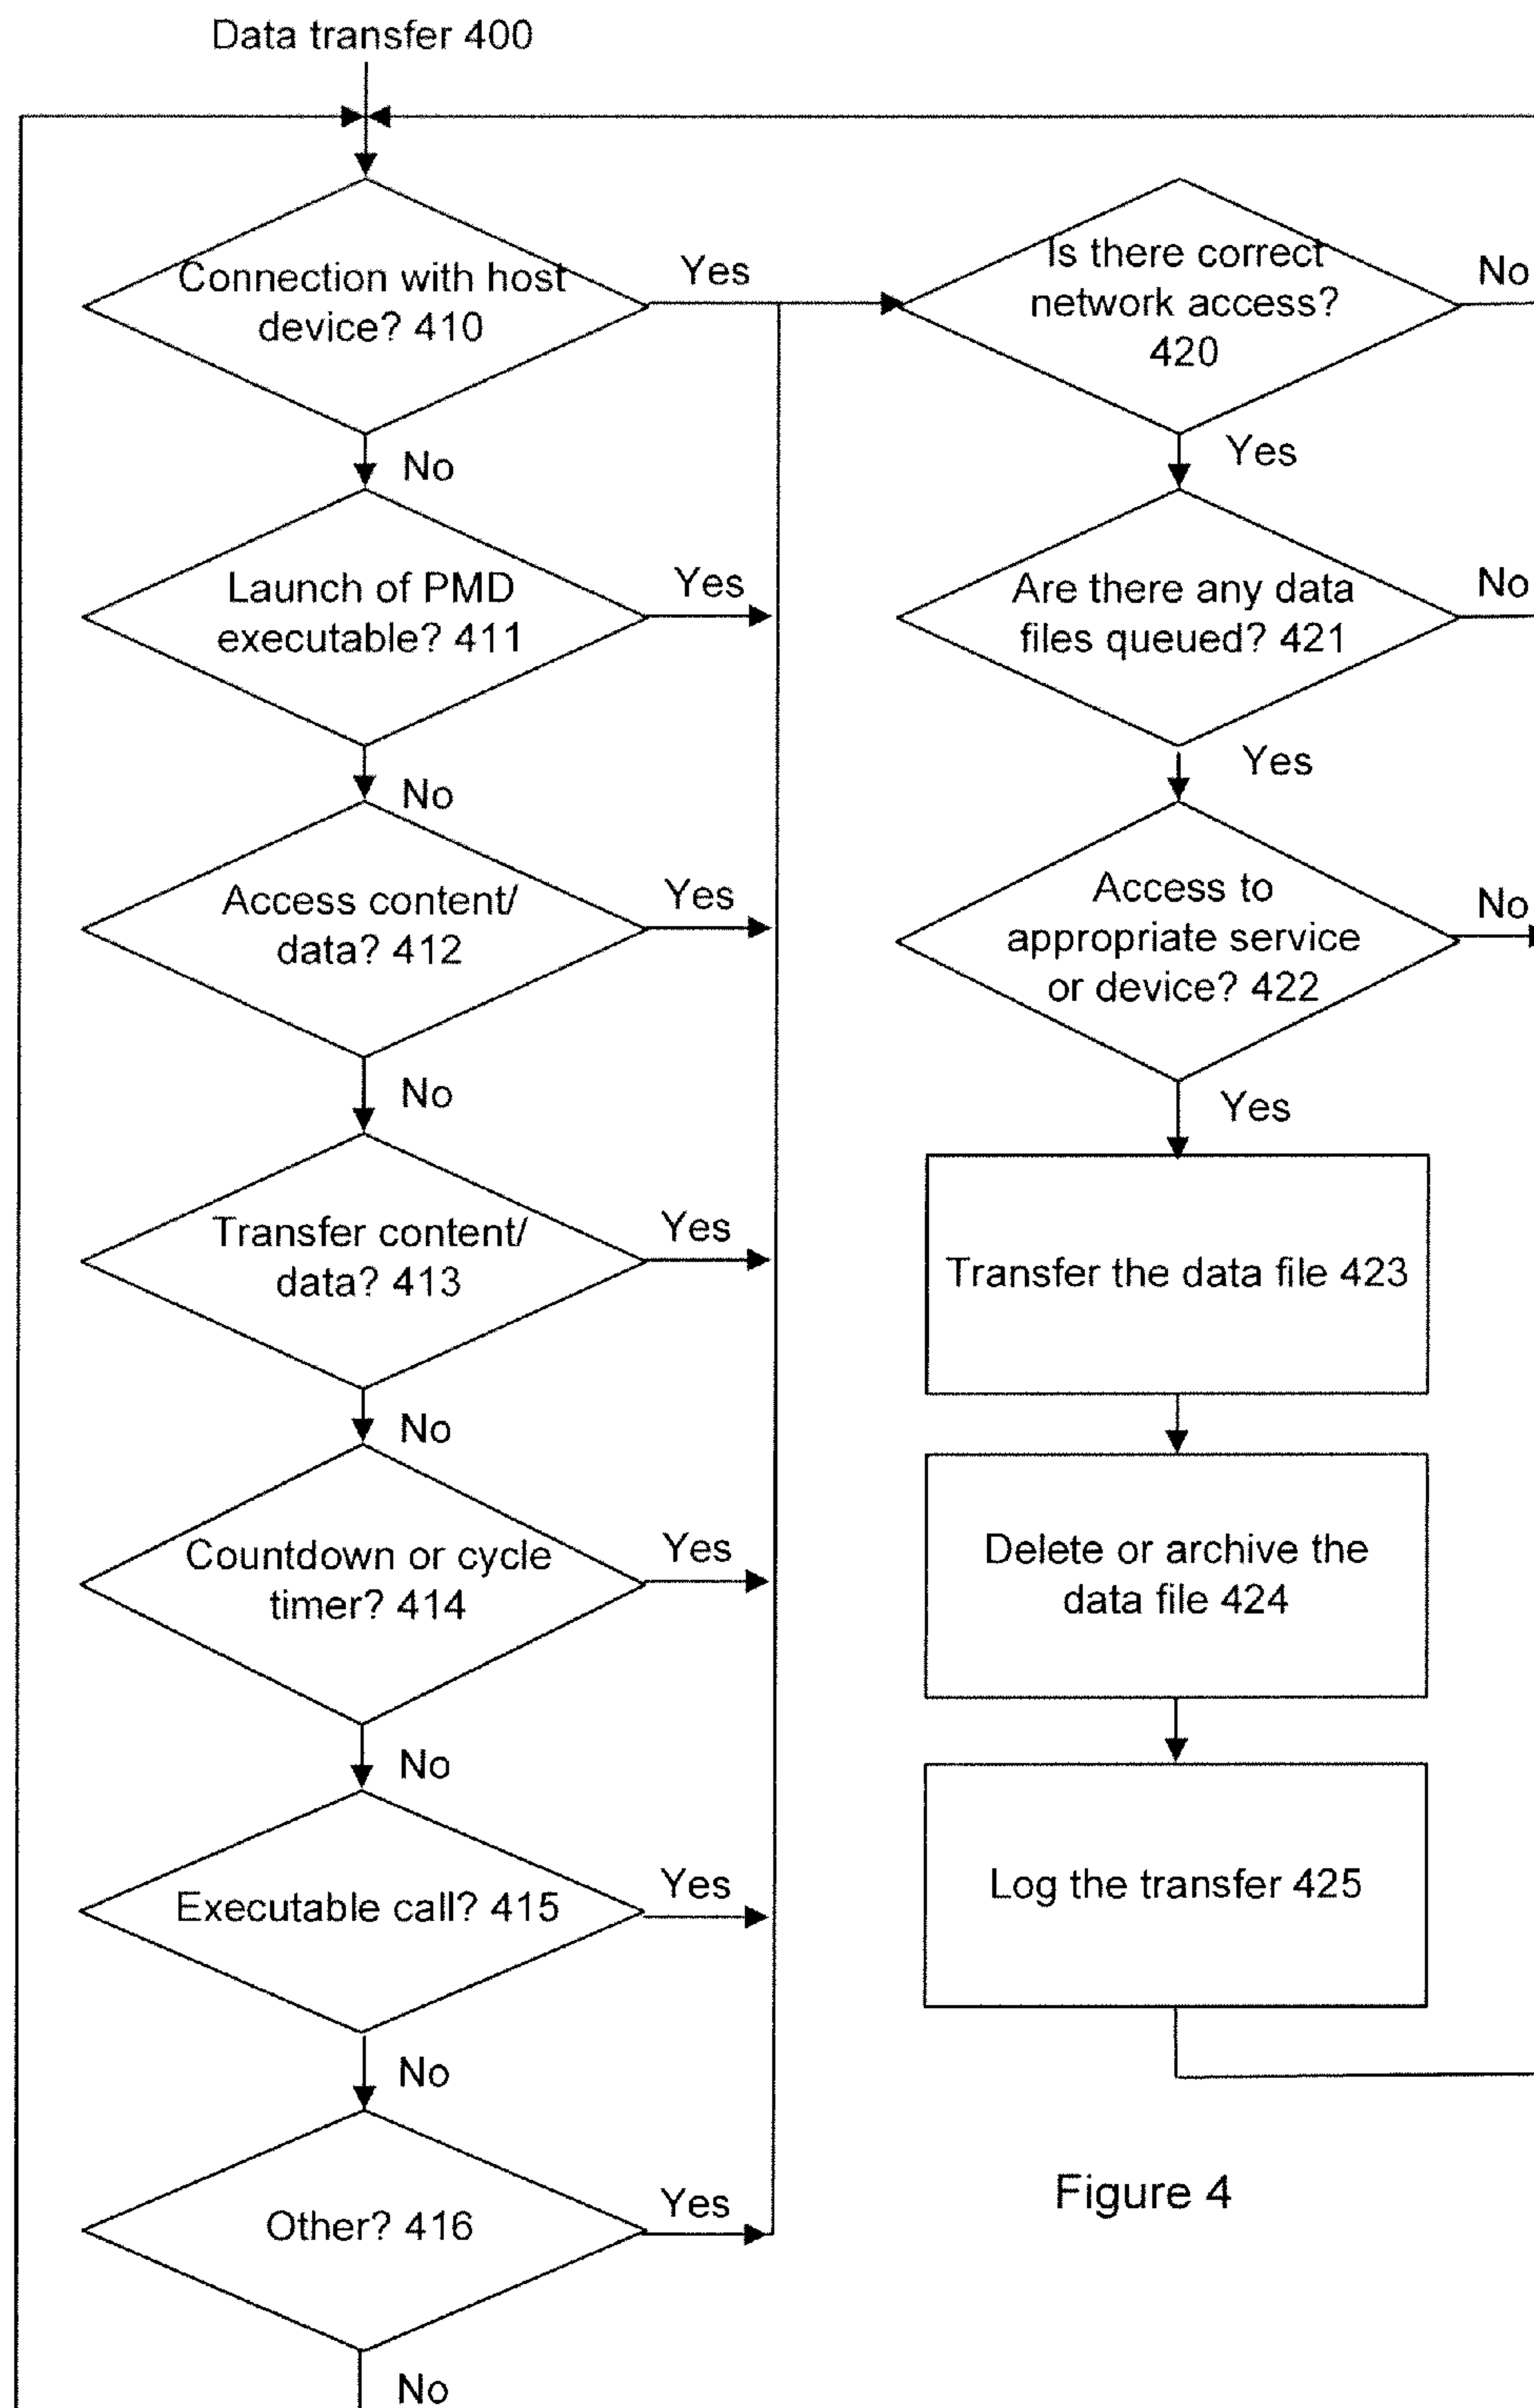 Data transfer 400
Connection with host
device? 410
Yes
No
Launch of PMD
executable? 411
Yes
No
Access content/
data? 412
Yes
No
Transfer content/
data? 413
Yes
No
Countdown or cycle
timer? 414
Yes
No
Executable call? 415
Yes
No
Other? 416
Yes
No
Is there correct
network access?
420
No
Yes
Are there any data
files queued? 421
No
Yes
Access to
appropriate service
or device? 422
No
Yes
Transfer the data file 423
Delete or archive the
data file 424
Log the transfer 425
Figure 4